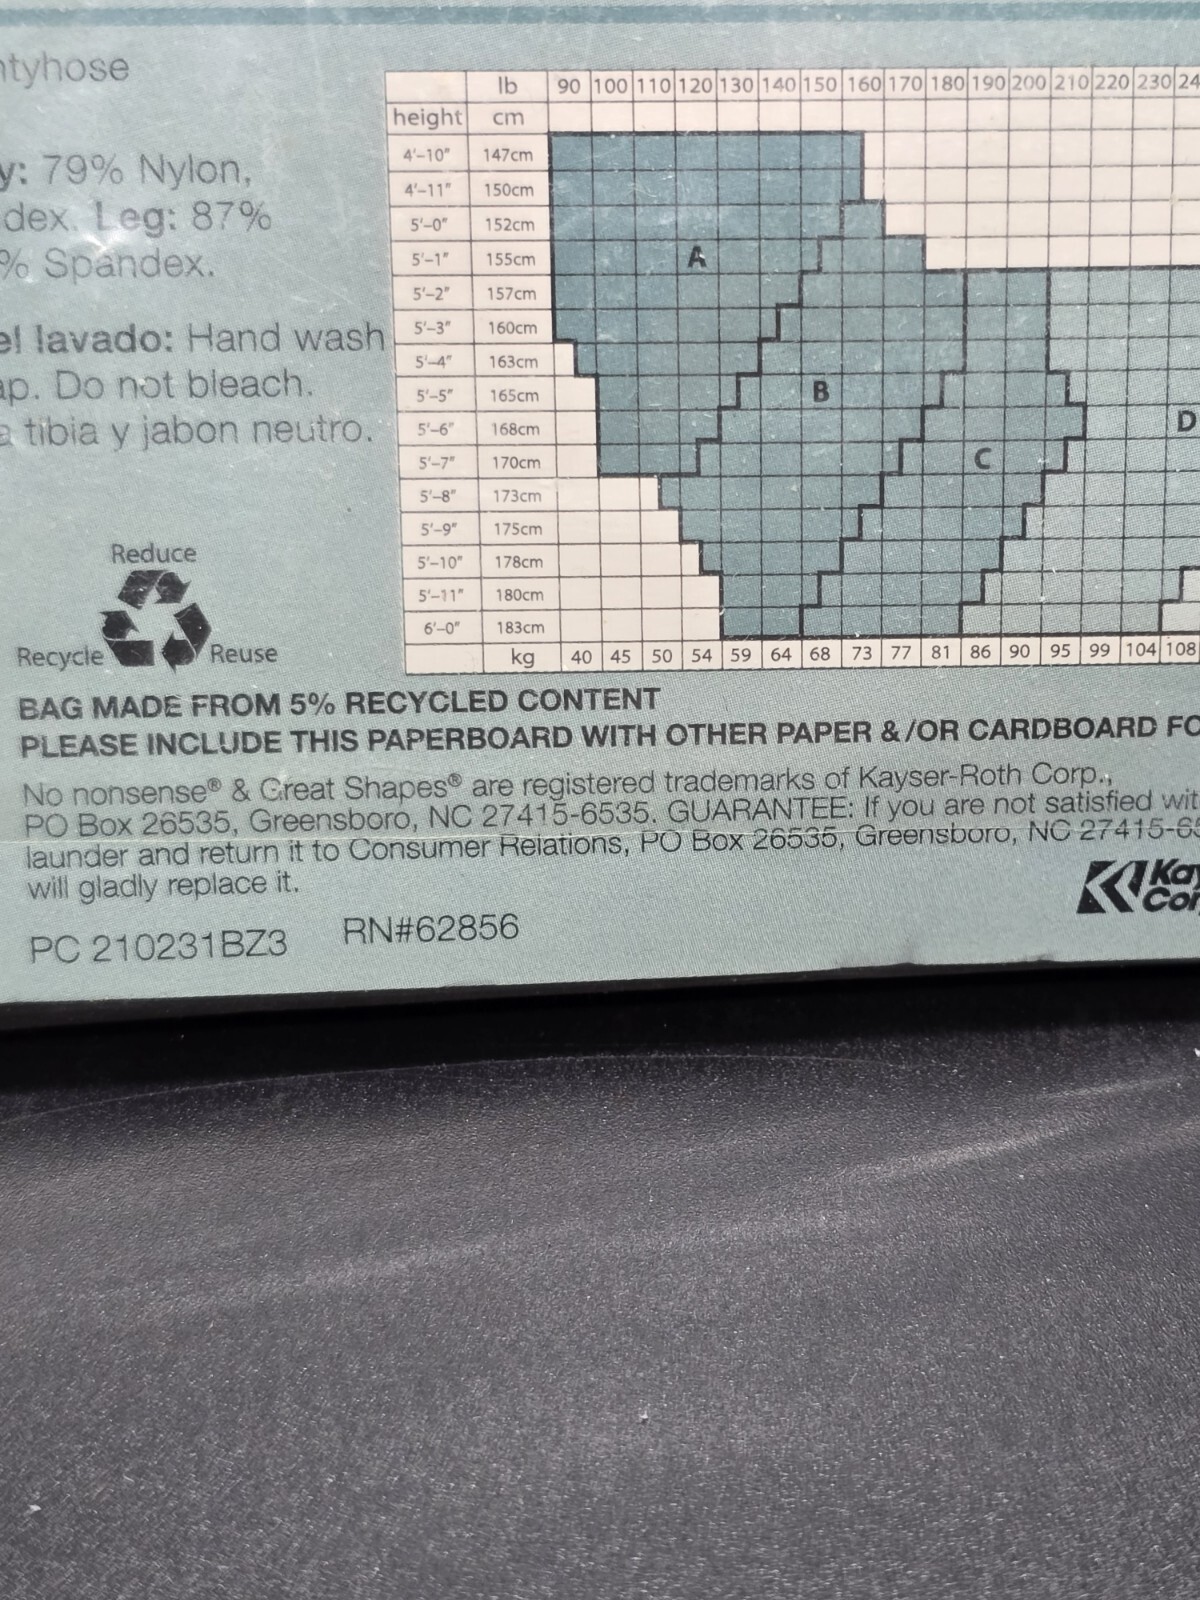 ntyhose
y: 79% Nylon,
dex. Leg: 87%
% Spandex.
el lavado: Hand wash
ap. Do not bleach.
a tibia y jabon neutro.
lb 90 100 110 120 130 140 150 160 170 180 190 200 210 220 230 24
height cm
4'-10" 147cm
4'-11" 150cm
5'-0" 152cm
5'-1" 155cm A
5'-2" 157cm
5'-3" 160cm
5'-4" 163cm
5'-5" 165cm B
5'-6" 168cm D
5'-7" 170cm C
5'-8" 173cm
5'-9" 175cm
5'-10" 178cm
5'-11" 180cm
6'-0" 183cm
kg 40 45 50 54 59 64 68 73 77 81 86 90 95 99 104 108
Reduce
Recycle Reuse
BAG MADE FROM 5% RECYCLED CONTENT
PLEASE INCLUDE THIS PAPERBOARD WITH OTHER PAPER &/OR CARDBOARD FO
No nonsense® & Great Shapes® are registered trademarks of Kayser-Roth Corp.,
PO Box 26535, Greensboro, NC 27415-6535. GUARANTEE: If you are not satisfied wit
launder and return it to Consumer Relations, PO Box 26535, Greensboro, NC 27415-6
will gladly replace it.
Kay
Cor
PC 210231BZ3 RN#62856